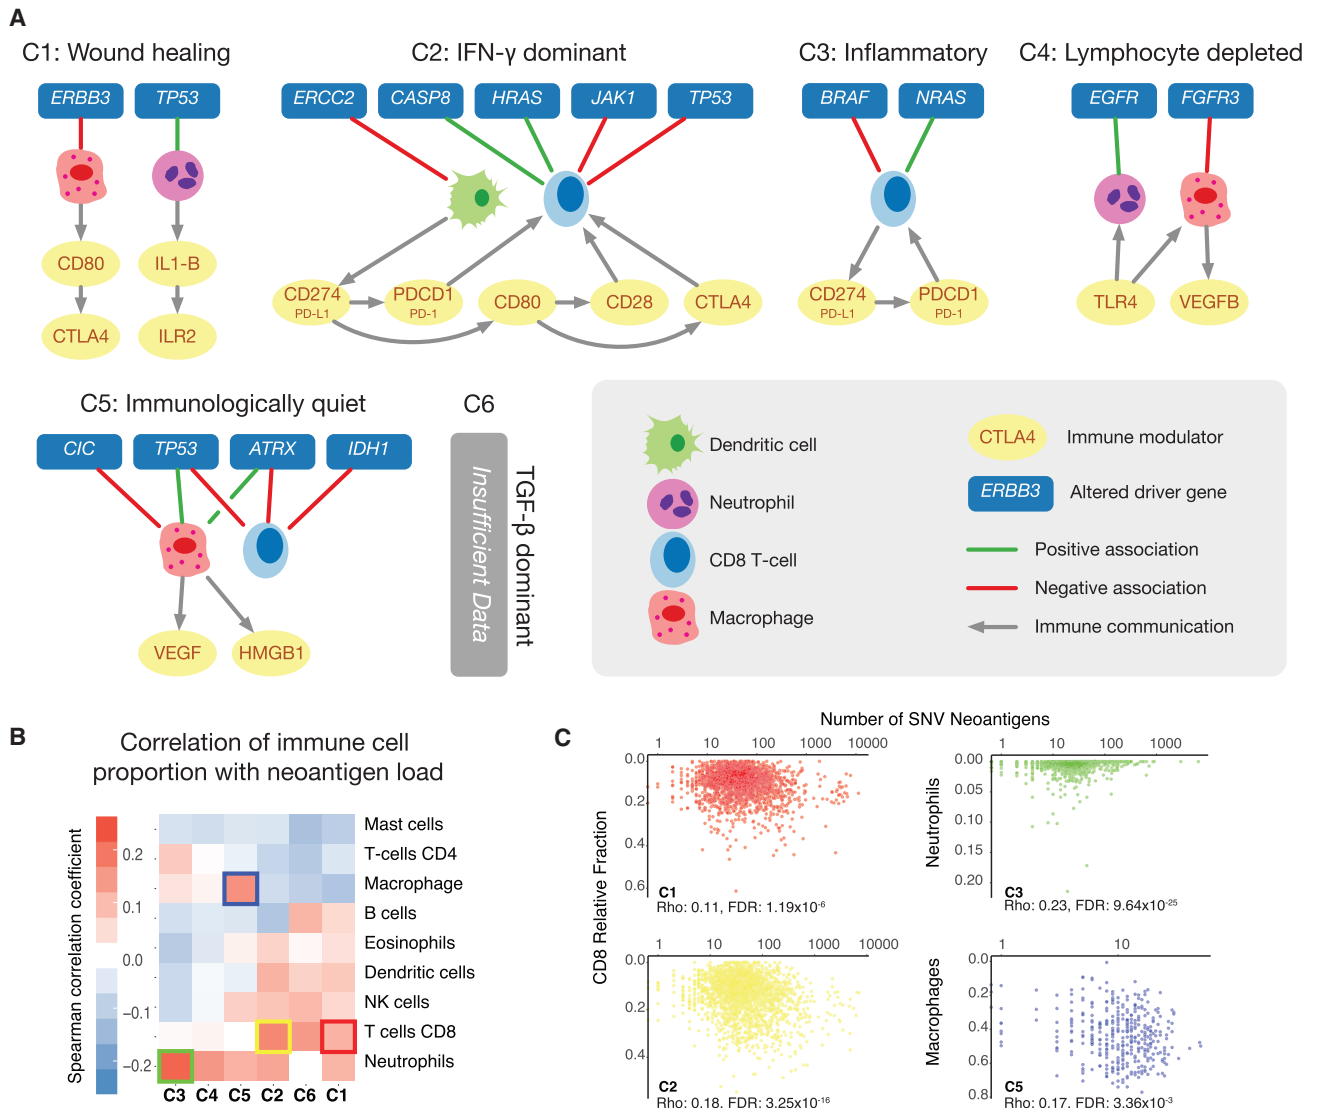 A
C1: Wound healing
C2: IFN-γ dominant
C3: Inflammatory
C4: Lymphocyte depleted
ERBB3
TP53
ERCC2
CASP8
HRAS
JAK1
TP53
BRAF
NRAS
EGFR
FGFR3
CD80
IL1-B
CTLA4
ILR2
CD274
PD-L1
PDCD1
PD-1
CD80
CD28
CTLA4
CD274
PD-L1
PDCD1
PD-1
TLR4
VEGFB
C5: Immunologically quiet
CIC
TP53
ATRX
IDH1
VEGF
HMGB1
C6
Insufficient Data
TGF-β dominant
Dendritic cell
Neutrophil
CD8 T-cell
Macrophage
CTLA4
Immune modulator
ERBB3
Altered driver gene
Positive association
Negative association
Immune communication
B
Correlation of immune cell
proportion with neoantigen load
Spearman correlation coefficient
0.2
0.1
0.0
−0.1
−0.2
Mast cells
T-cells CD4
Macrophage
B cells
Eosinophils
Dendritic cells
NK cells
T cells CD8
Neutrophils
C3 C4 C5 C2 C6 C1
C
Number of SNV Neoantigens
CD8 Relative Fraction
1 10 100 1000 10000
0.0
0.2
0.4
0.6
C1
Rho: 0.11, FDR: 1.19x10-6
Neutrophils
1 10 100 1000
0.00
0.05
0.10
0.15
0.20
C3
Rho: 0.23, FDR: 9.64x10-25
1 10 100 1000 10000
0.0
0.2
0.4
C2
Rho: 0.18, FDR: 3.25x10-16
Macrophages
1 10
0.0
0.2
0.4
0.6
0.8
C5
Rho: 0.17, FDR: 3.36x10-3